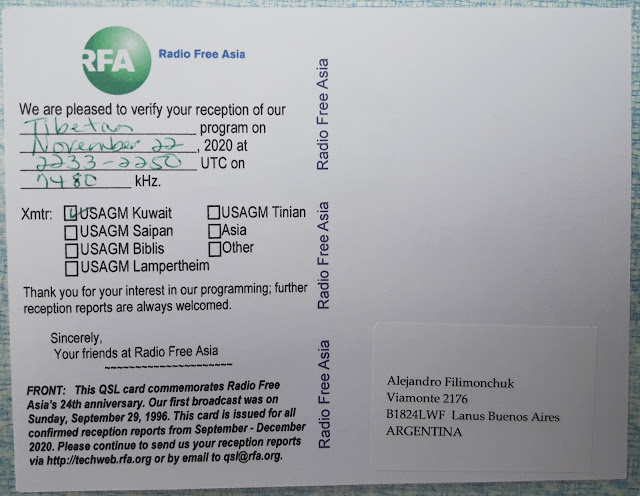 RFA Radio Free Asia
We are pleased to verify your reception of our
Tibetan program on
November 22, 2020 at
2233-2250 UTC on
7480 kHz.
Xmtr: USAGM Kuwait USAGM Tinian
USAGM Saipan Asia
USAGM Biblis Other
USAGM Lampertheim
Thank you for your interest in our programming; further
reception reports are always welcomed.
Sincerely,
Your friends at Radio Free Asia
~~~~~~~~~~~~~~~~~~~~~~
FRONT: This QSL card commemorates Radio Free
Asia's 24th anniversary. Our first broadcast was on
Sunday, September 29, 1996. This card is issued for all
confirmed reception reports from September - December
2020. Please continue to send us your reception reports
via http://techweb.rfa.org or by email to qsl@rfa.org.
Radio Free Asia
Radio Free Asia
Radio Free Asia
Alejandro Filimonchuk
Viamonte 2176
B1824LWF Lanus Buenos Aires
ARGENTINA